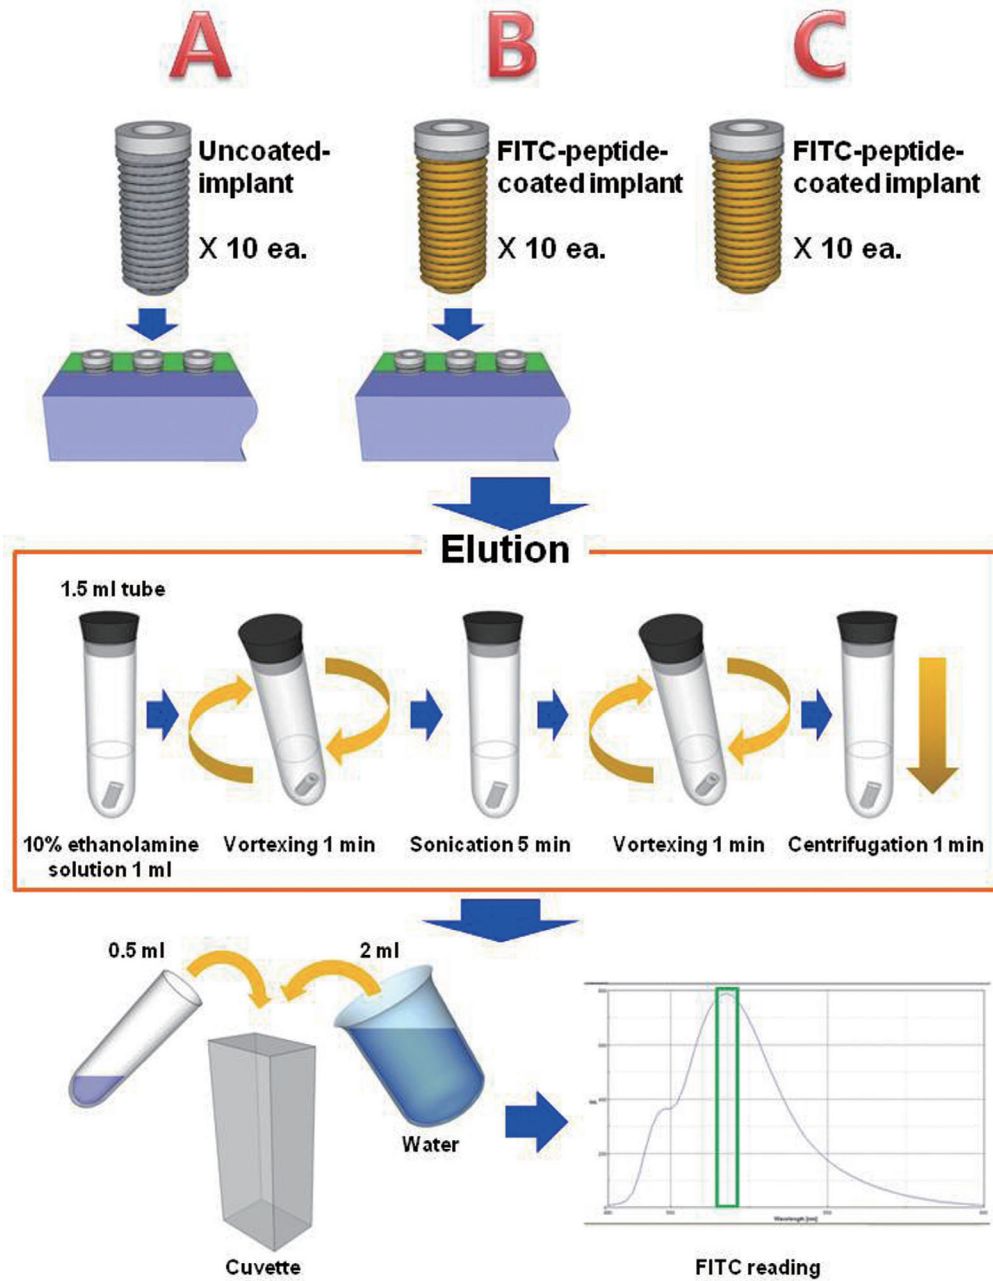 A B C
Uncoated-
implant
X 10 ea.
FITC-peptide-
coated implant
X 10 ea.
FITC-peptide-
coated implant
X 10 ea.
Elution
1.5 ml tube
10% ethanolamine
solution 1 ml
Vortexing 1 min
Sonication 5 min
Vortexing 1 min
Centrifugation 1 min
0.5 ml
2 ml
Water
Cuvette
Wavelength [nm]
FITC reading